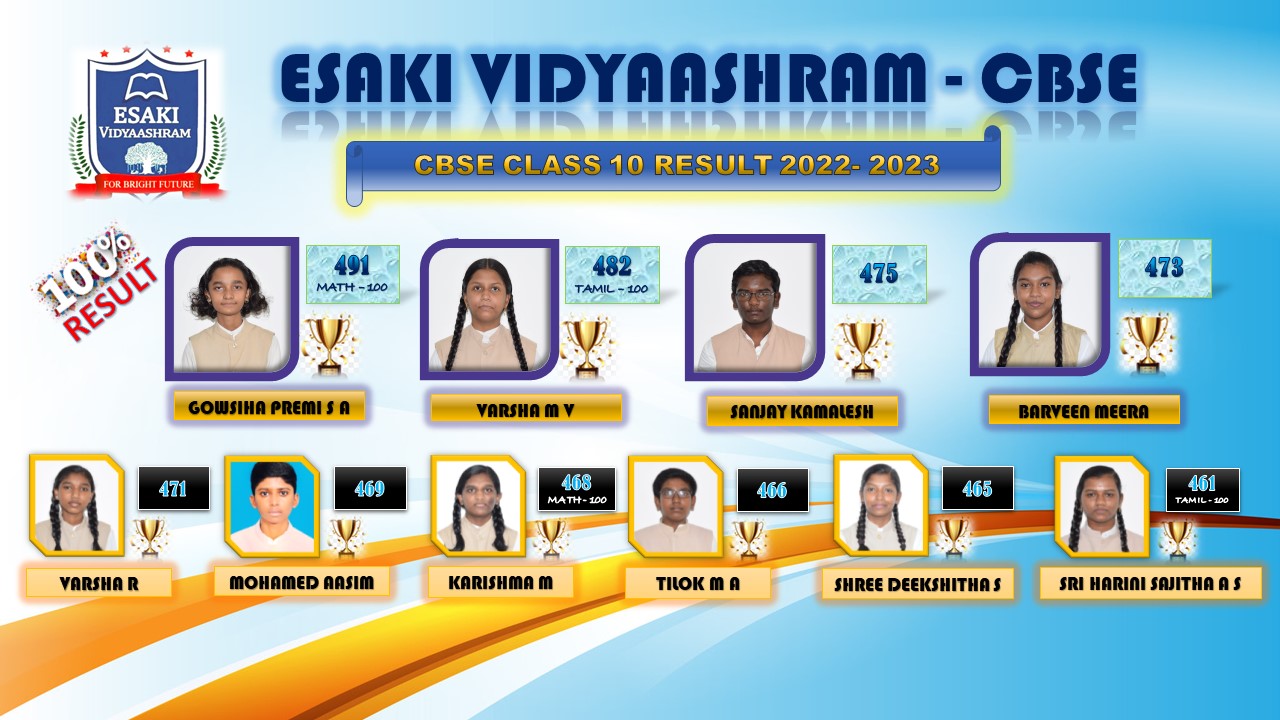 ESAKI VIDYAASHRAM - CBSE
ESAKI
VIDYAASHRAM
FOR BRIGHT FUTURE
CBSE CLASS 10 RESULT 2022- 2023
100%
RESULT
491
MATH - 100
482
TAMIL - 100
475
473
GOWSIHA PREMI S A
VARSHA M V
SANJAY KAMALESH
BARVEEN MEERA
471
469
468
MATH - 100
466
465
461
TAMIL - 100
VARSHA R
MOHAMED AASIM
KARISHMA M
TILOK M A
SHREE DEEKSHITHA S
SRI HARINI SAJITHA A S